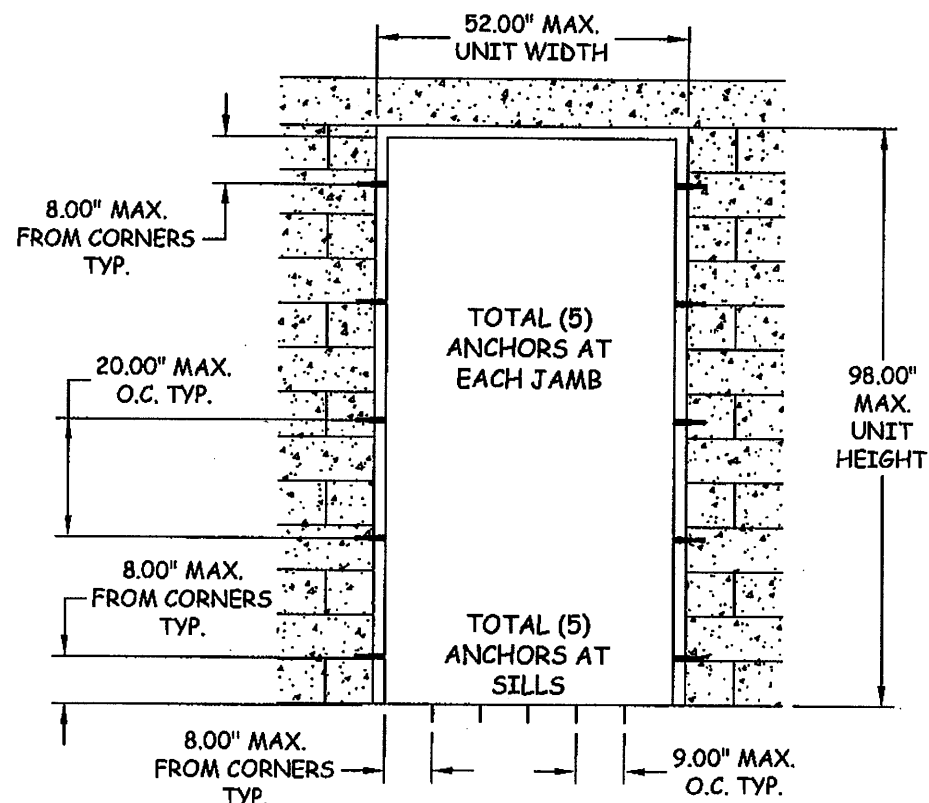 52.00" MAX.
UNIT WIDTH
8.00" MAX.
FROM CORNERS
TYP.
TOTAL (5)
ANCHORS AT
EACH JAMB
20.00" MAX.
O.C. TYP.
98.00"
MAX.
UNIT
HEIGHT
8.00" MAX.
FROM CORNERS
TYP.
TOTAL (5)
ANCHORS AT
SILLS
8.00" MAX.
FROM CORNERS
TYP.
9.00" MAX.
O.C. TYP.